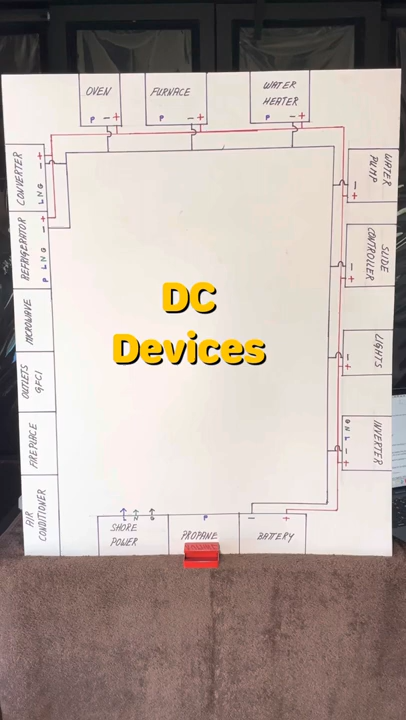 OVEN
P - +
FURNACE
P - +
WATER
HEATER
P - +
CONVERTER
L N G - +
REFRIGERATOR
P L N G - +
MICROWAVE
OUTLETS
GFCI
FIREPLACE
AIR
CONDITIONER
DC
Devices
WATER
PUMP
- +
SLIDE
CONTROLLER
- +
LIGHTS
- +
INVERTER
G N L - +
L N G
SHORE
POWER
P
PROPANE
- +
BATTERY